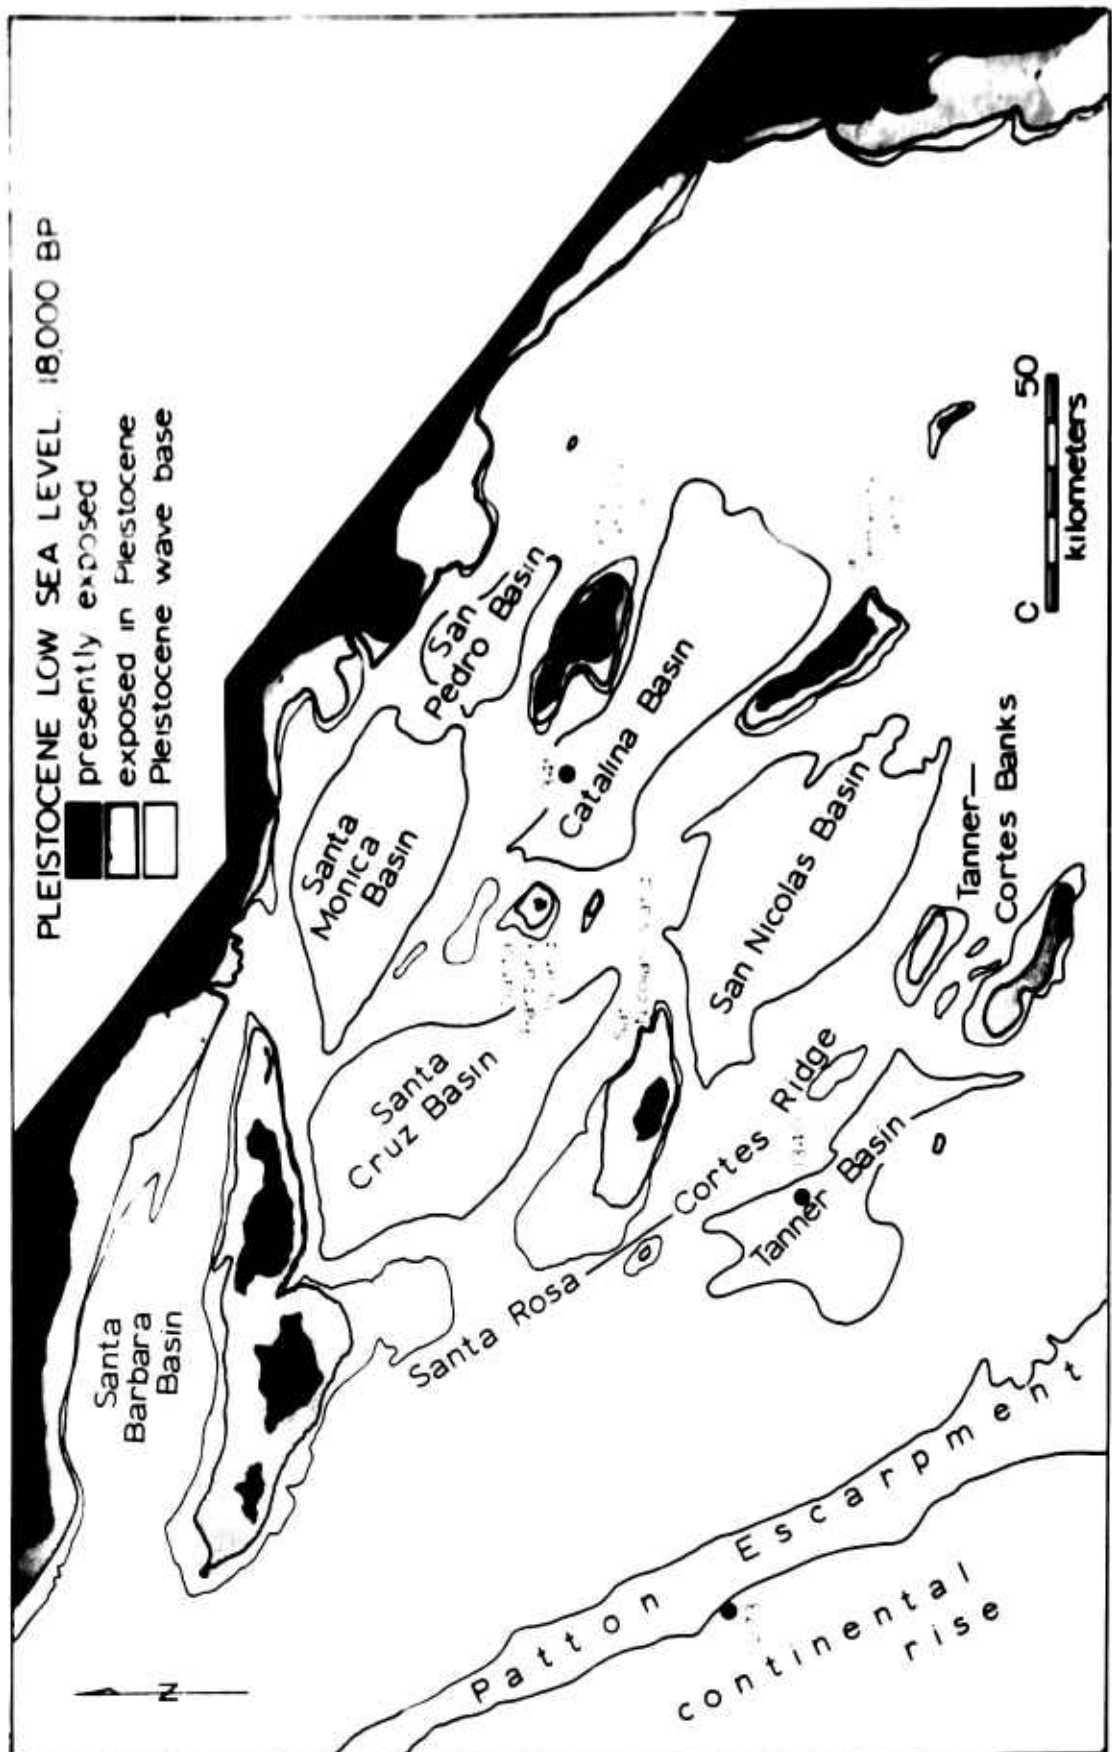 PLEISTOCENE LOW SEA LEVEL. 18,000 BP
presently exposed
exposed in Pleistocene
Pleistocene wave base
N
Santa
Barbara
Basin
Santa
Monica
Basin
San
Pedro
Basin
Santa
Cruz Basin
Catalina Basin
San Nicolas Basin
Santa Rosa
Cortes Ridge
Tanner Basin
Tanner—
Cortes Banks
Patton Escarpment
continental
rise
0 50
kilometers